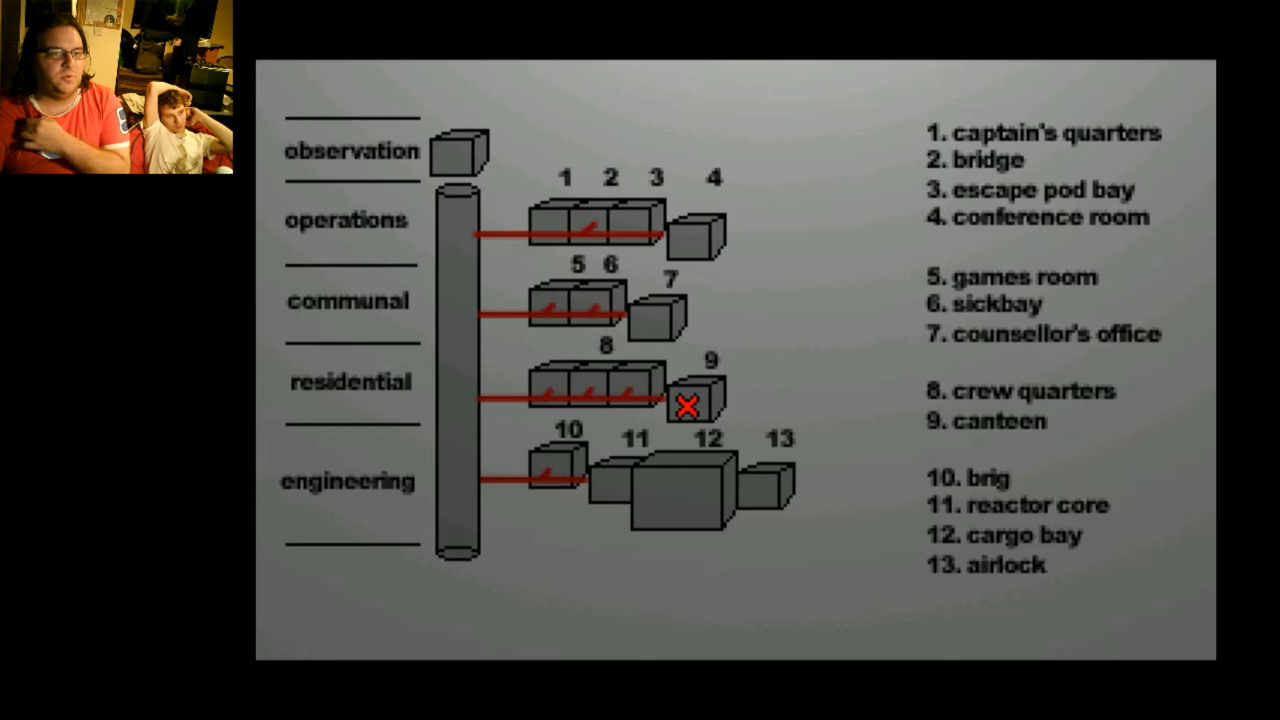 observation
operations
communal
residential
engineering
1 2 3 4
5 6 7
8 9
10 11 12 13
1. captain's quarters
2. bridge
3. escape pod bay
4. conference room
5. games room
6. sickbay
7. counsellor's office
8. crew quarters
9. canteen
10. brig
11. reactor core
12. cargo bay
13. airlock